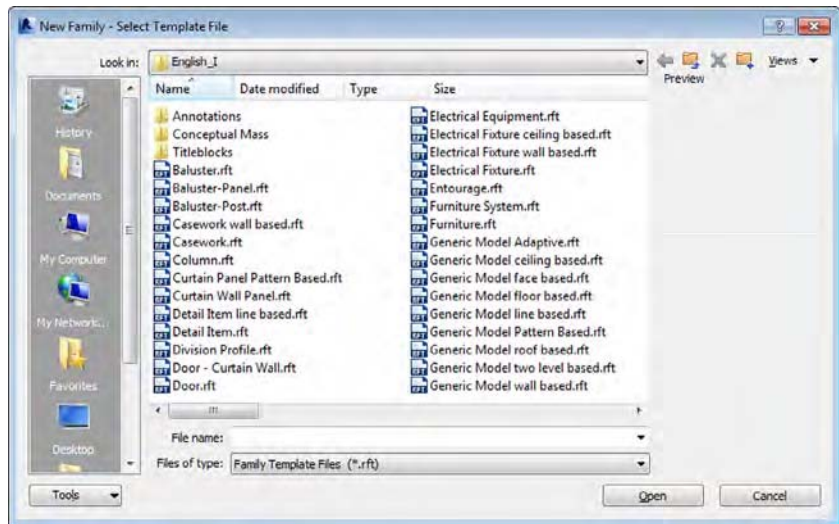 New Family - Select Template File
Look in: English_I Views
Preview
Name Date modified Type Size
History
Documents
My Computer
My Network...
Favorites
Desktop
Annotations
Conceptual Mass
Titleblocks
Baluster.rft
Baluster-Panel.rft
Baluster-Post.rft
Casework wall based.rft
Casework.rft
Column.rft
Curtain Panel Pattern Based.rft
Curtain Wall Panel.rft
Detail Item line based.rft
Detail Item.rft
Division Profile.rft
Door - Curtain Wall.rft
Door.rft
Electrical Equipment.rft
Electrical Fixture ceiling based.rft
Electrical Fixture wall based.rft
Electrical Fixture.rft
Entourage.rft
Furniture System.rft
Furniture.rft
Generic Model Adaptive.rft
Generic Model ceiling based.rft
Generic Model face based.rft
Generic Model floor based.rft
Generic Model line based.rft
Generic Model Pattern Based.rft
Generic Model roof based.rft
Generic Model two level based.rft
Generic Model wall based.rft
File name:
Files of type: Family Template Files (*.rft)
Tools Open Cancel